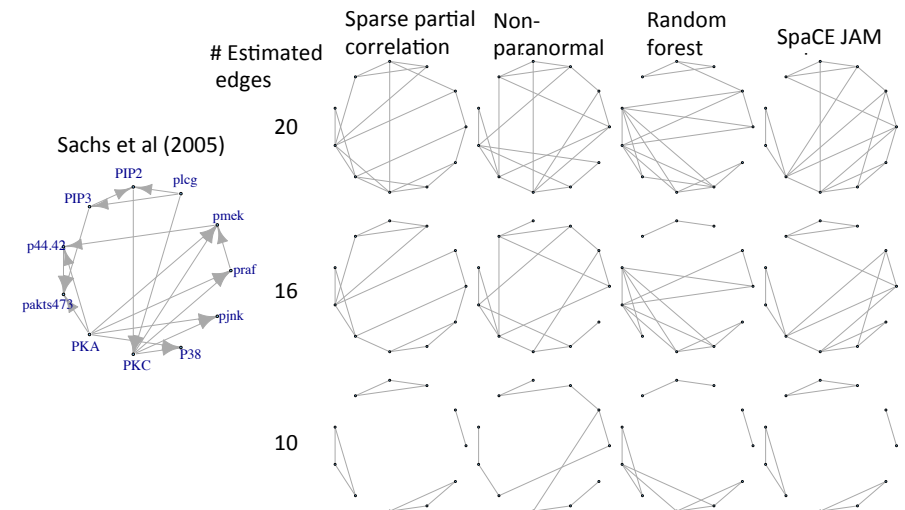 Sparse partial
correlation
Non-
paranormal
Random
forest
SpaCE JAM
# Estimated
edges
20
Sachs et al (2005)
PIP2
plcg
PIP3
pmek
p44.42
praf
16
pakts473
pjnk
PKA
P38
PKC
10